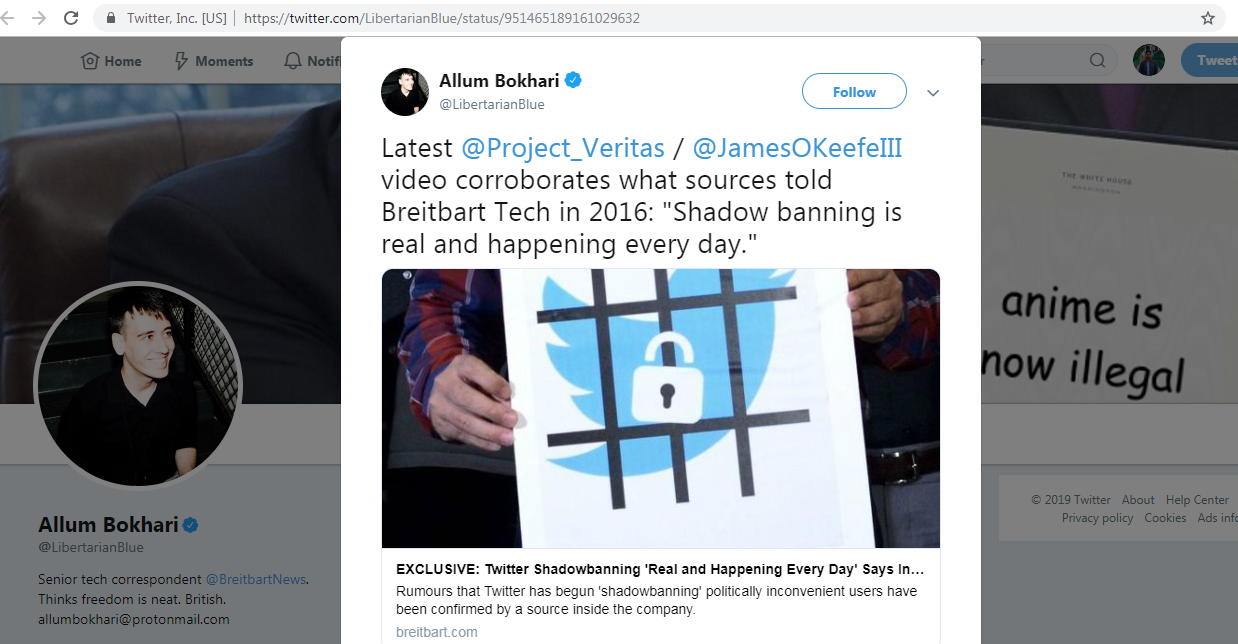 Twitter, Inc. [US] | https://twitter.com/LibertarianBlue/status/951465189161029632
Home Moments Notifi
Tweet
Allum Bokhari
@LibertarianBlue
Follow
Latest @Project_Veritas / @JamesOKeefeIII
video corroborates what sources told
Breitbart Tech in 2016: "Shadow banning is
real and happening every day."
THE WHITE HOUSE
WASHINGTON
anime is
now illegal
EXCLUSIVE: Twitter Shadowbanning 'Real and Happening Every Day' Says In...
Rumours that Twitter has begun 'shadowbanning' politically inconvenient users have
been confirmed by a source inside the company.
breitbart.com
Allum Bokhari
@LibertarianBlue
Senior tech correspondent @BreitbartNews.
Thinks freedom is neat. British.
allumbokhari@protonmail.com
© 2019 Twitter About Help Center
Privacy policy Cookies Ads info